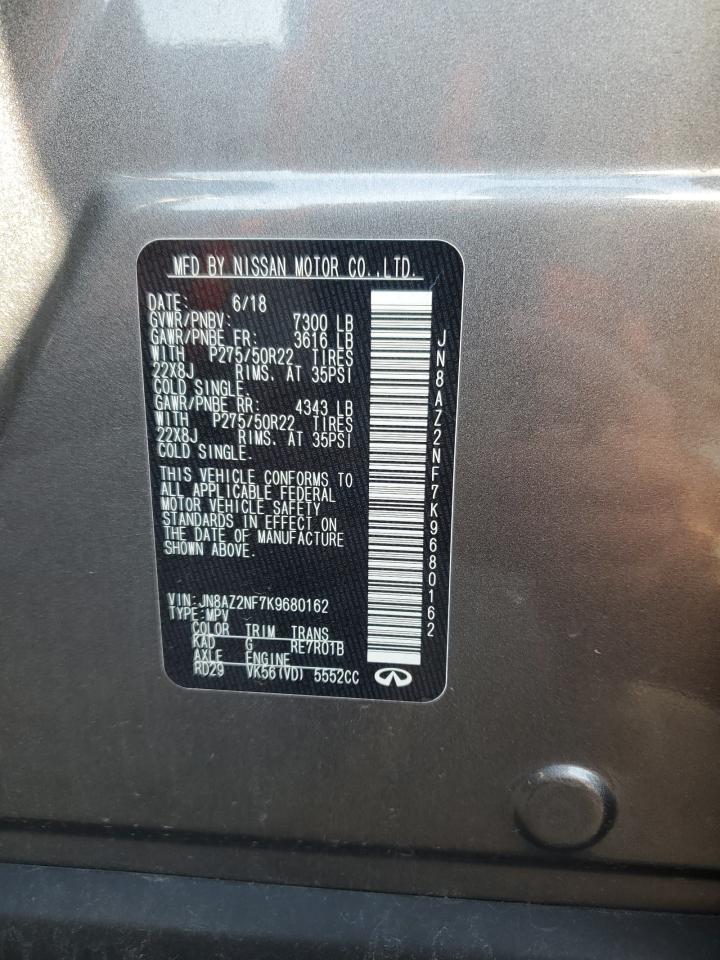 MFD BY NISSAN MOTOR CO.,LTD.
DATE: 6/18
GVWR/PNBV: 7300 LB
GAWR/PNBE FR: 3616 LB
WITH P275/50R22 TIRES
22X8J RIMS. AT 35PSI
COLD SINGLE.
GAWR/PNBE RR: 4343 LB
WITH P275/50R22 TIRES
22X8J RIMS. AT 35PSI
COLD SINGLE.
THIS VEHICLE CONFORMS TO
ALL APPLICABLE FEDERAL
MOTOR VEHICLE SAFETY
STANDARDS IN EFFECT ON
THE DATE OF MANUFACTURE
SHOWN ABOVE.
VIN:JN8AZ2NF7K9680162
TYPE:MPV
COLOR TRIM TRANS
KAD G RE7R01B
AXLE ENGINE
RD29 VK56(VD) 5552CC
JN8AZ2NF7K9680162